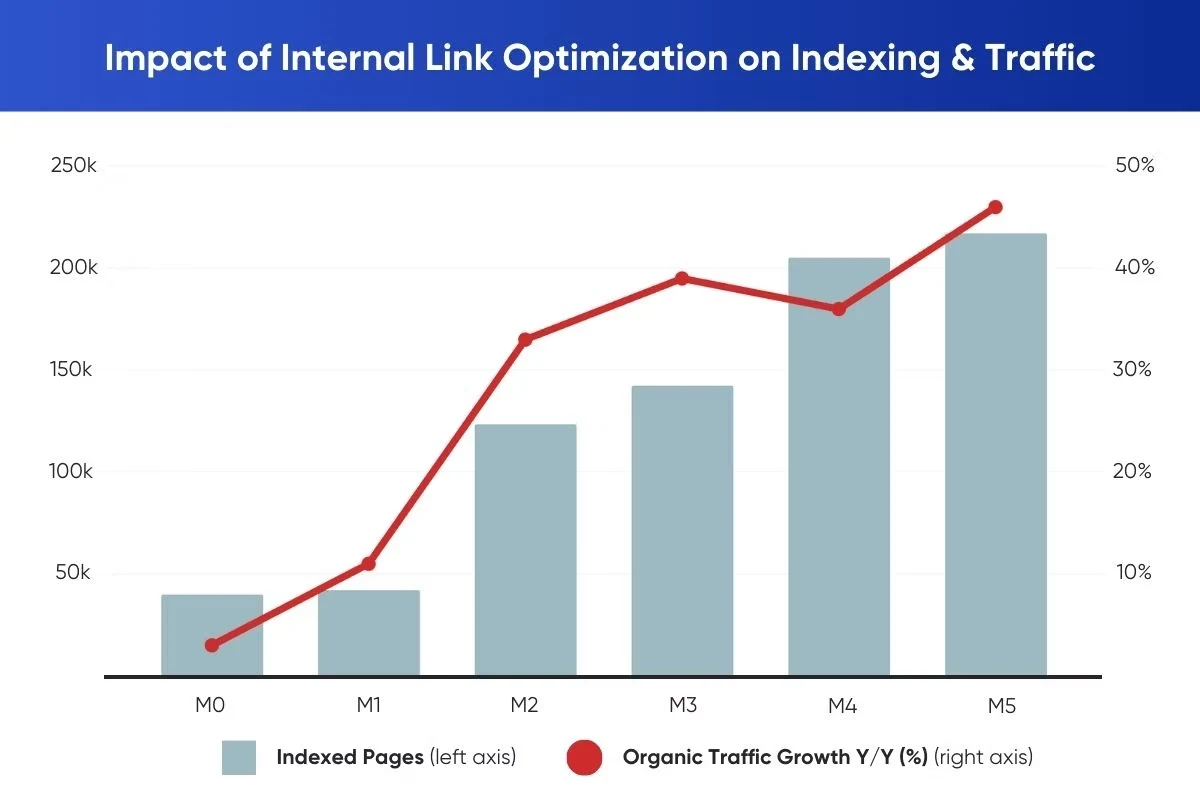 Impact of Internal Link Optimization on Indexing & Traffic
250k
50%
200k
40%
150k
30%
100k
20%
50k
10%
M0
M1
M2
M3
M4
M5
Indexed Pages (left axis)
Organic Traffic Growth Y/Y (%) (right axis)